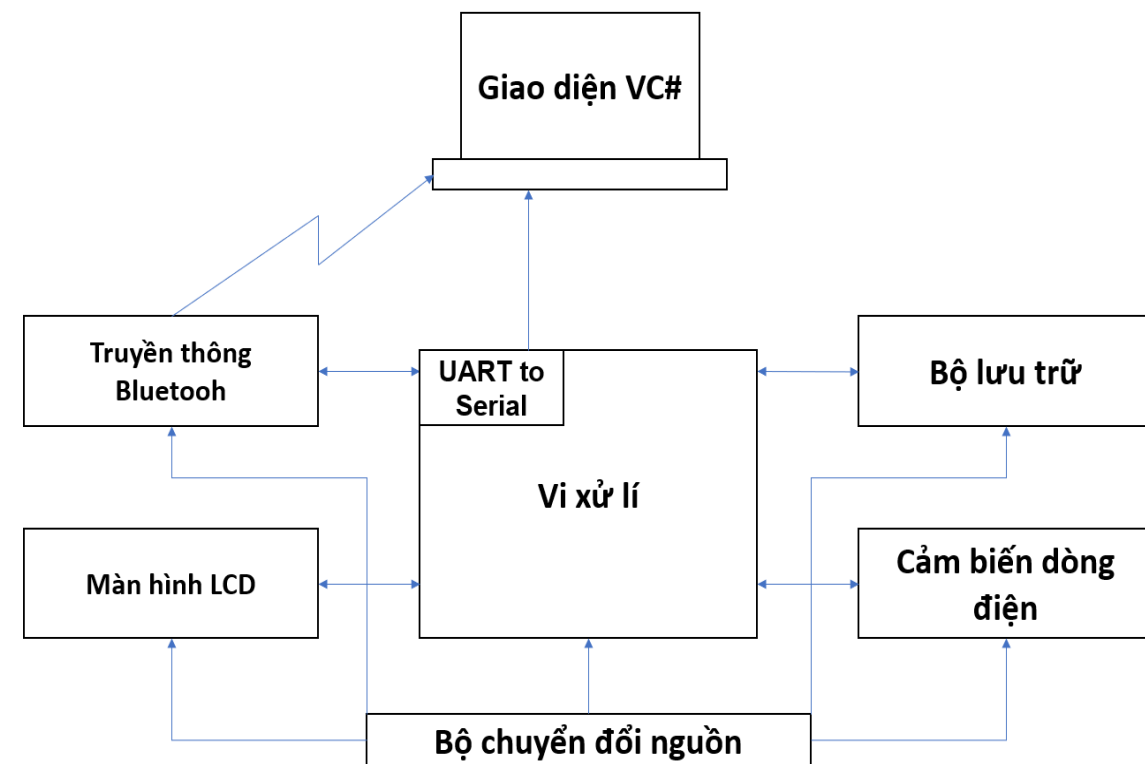 Giao diện VC#
Truyền thông
Bluetooh
UART to
Serial
Bộ lưu trữ
Vi xử lí
Màn hình LCD
Cảm biến dòng
điện
Bộ chuyển đổi nguồn